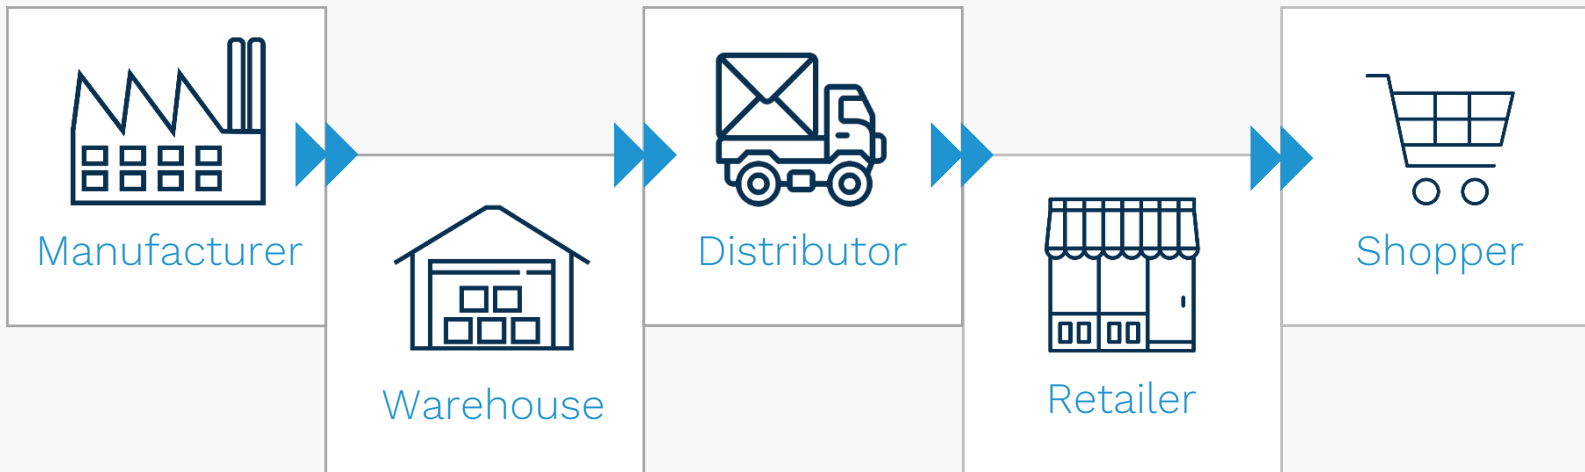 Manufacturer
Warehouse
Distributor
Retailer
Shopper